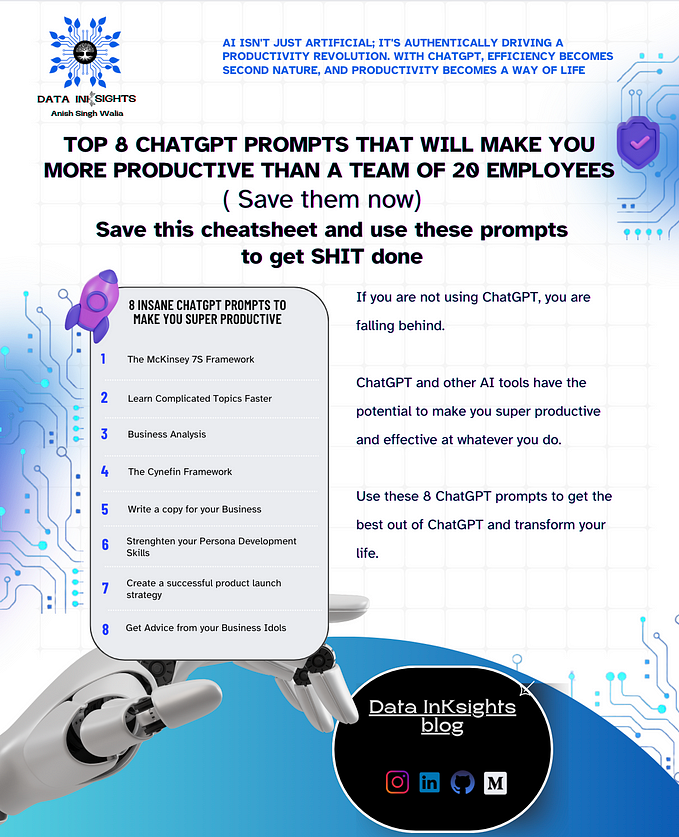 AI ISN'T JUST ARTIFICIAL; IT'S AUTHENTICALLY DRIVING A
PRODUCTIVITY REVOLUTION. WITH CHATGPT, EFFICIENCY BECOMES
SECOND NATURE, AND PRODUCTIVITY BECOMES A WAY OF LIFE
DATA INKSIGHTS
Anish Singh Walia
TOP 8 CHATGPT PROMPTS THAT WILL MAKE YOU
MORE PRODUCTIVE THAN A TEAM OF 20 EMPLOYEES
( Save them now)
Save this cheatsheet and use these prompts
to get SHIT done
8 INSANE CHATGPT PROMPTS TO
MAKE YOU SUPER PRODUCTIVE
1 The McKinsey 7S Framework
2 Learn Complicated Topics Faster
3 Business Analysis
4 The Cynefin Framework
5 Write a copy for your Business
6 Strenghten your Persona Development
Skills
7 Create a successful product launch
strategy
8 Get Advice from your Business Idols
If you are not using ChatGPT, you are
falling behind.
ChatGPT and other AI tools have the
potential to make you super productive
and effective at whatever you do.
Use these 8 ChatGPT prompts to get the
best out of ChatGPT and transform your
life.
Data InKsights
blog